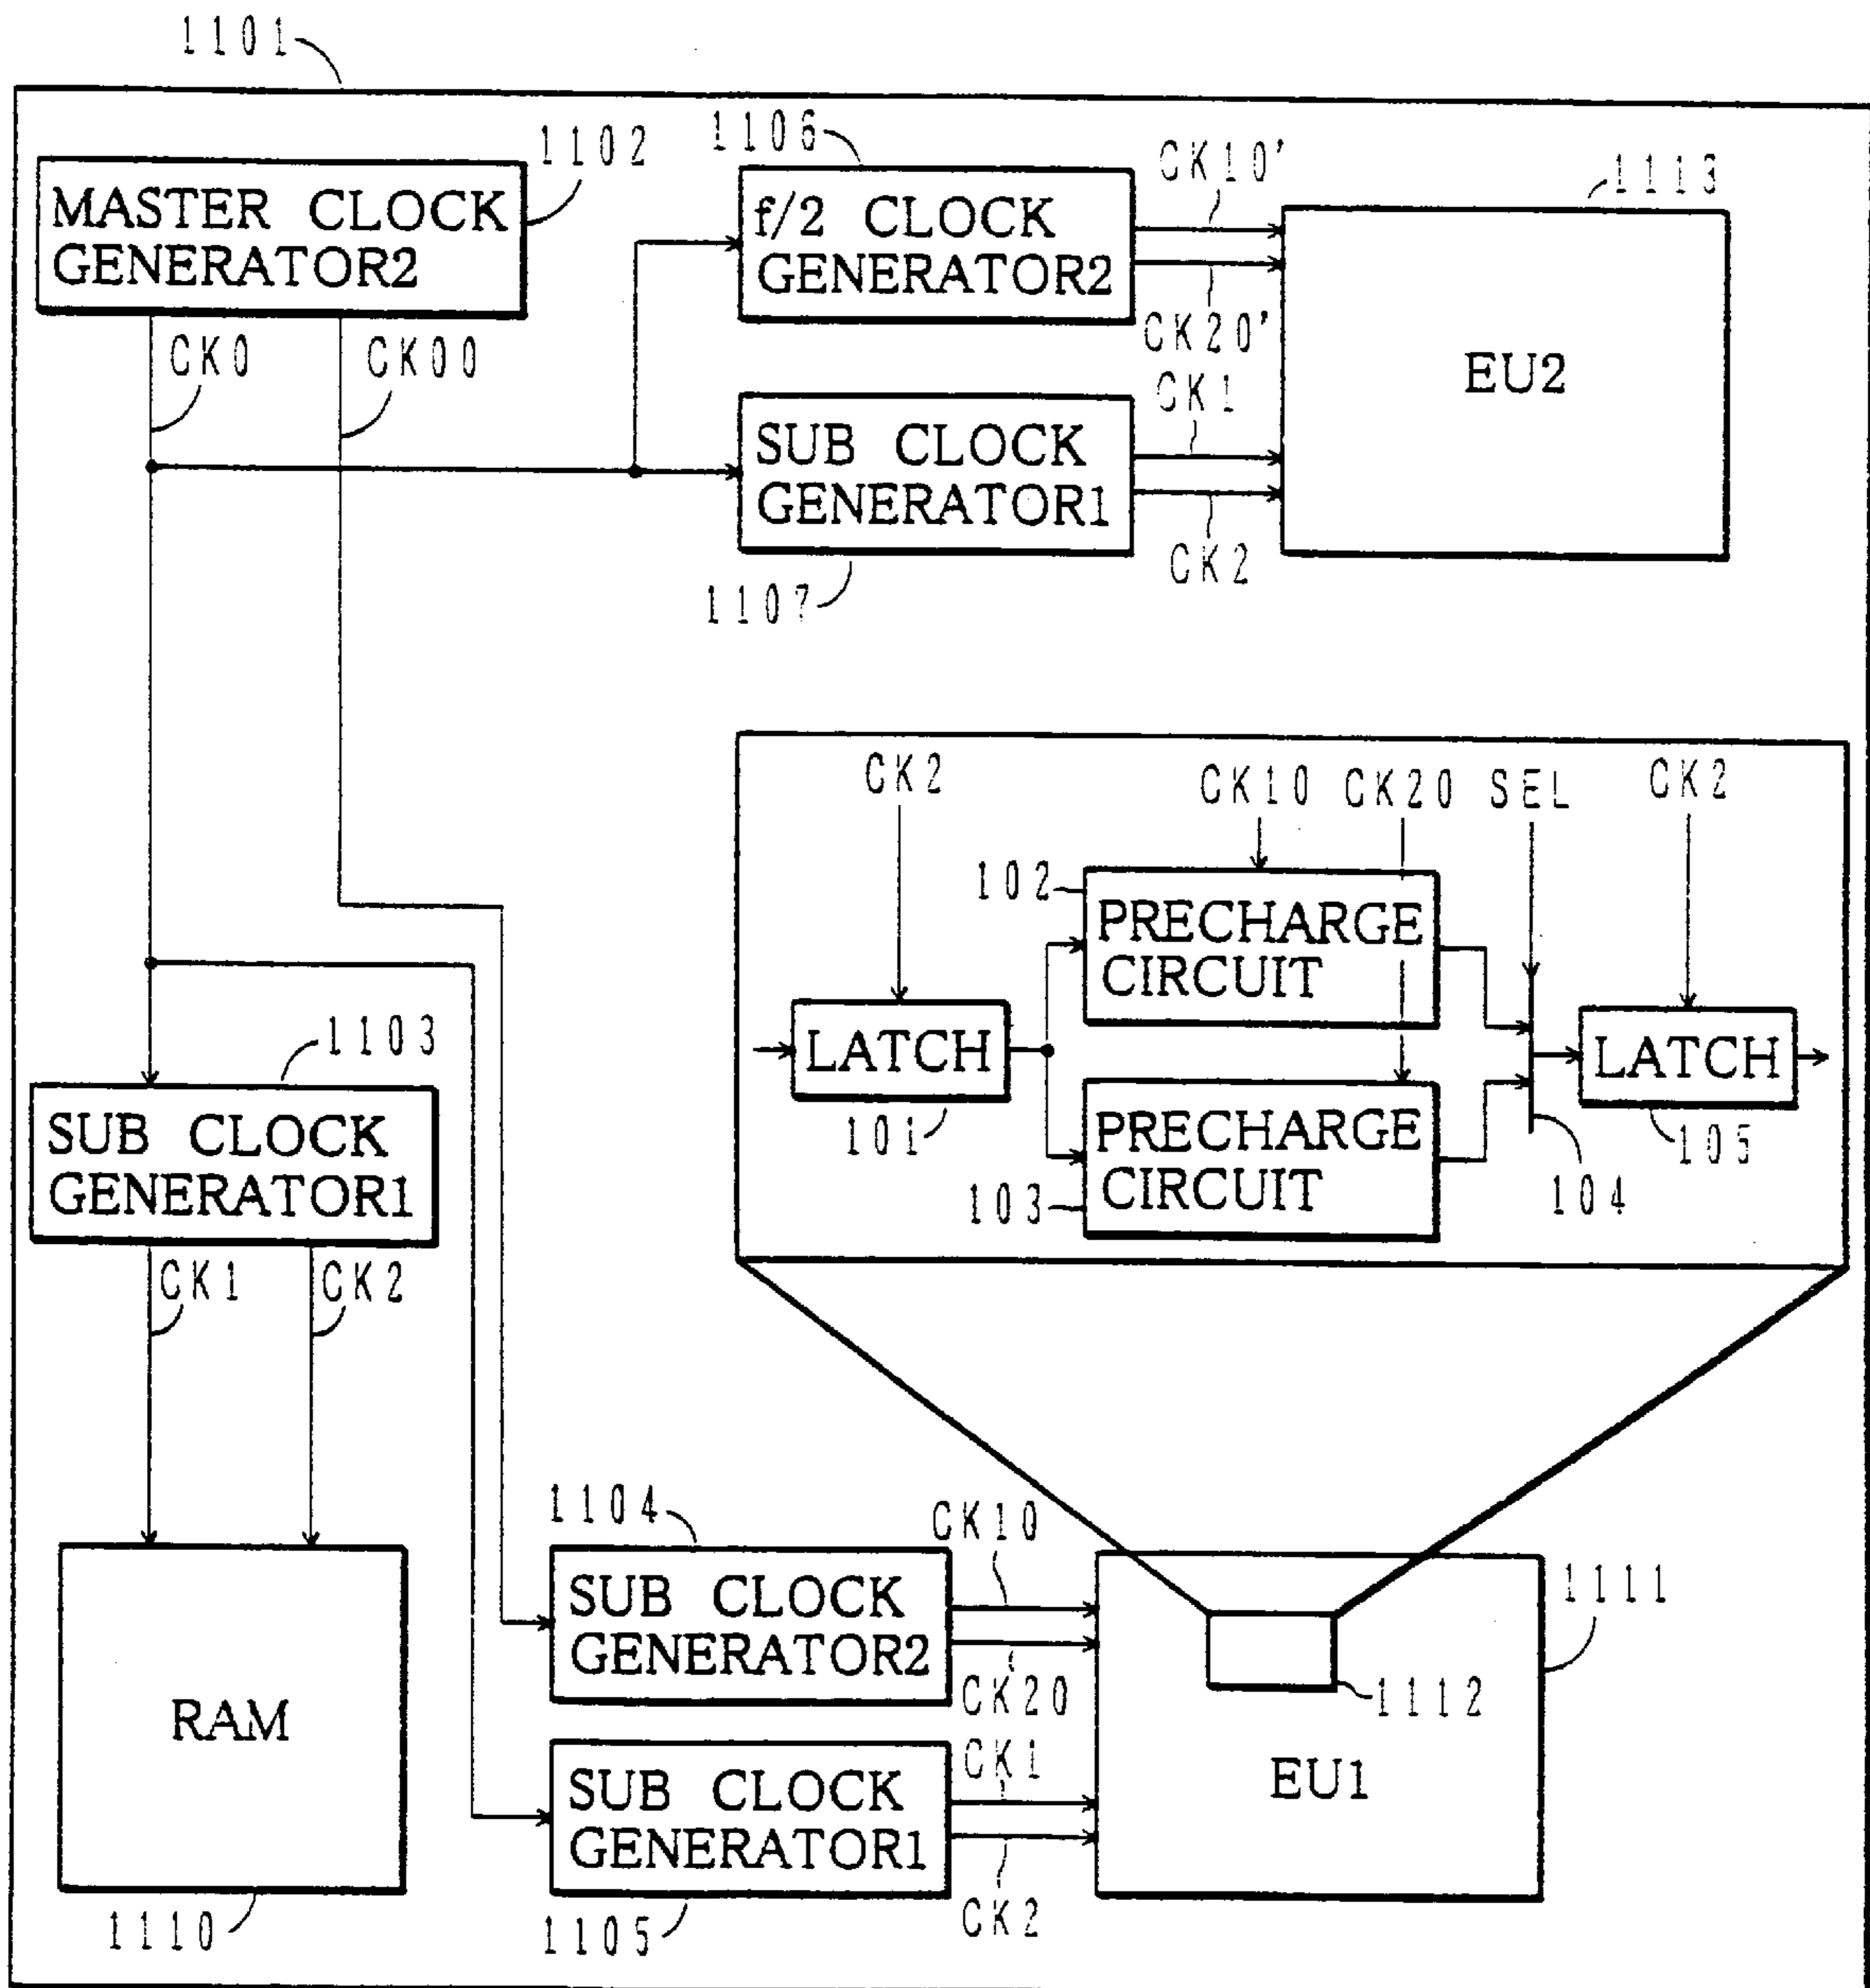 1101
MASTER CLOCK
GENERATOR2
1102
1106
f/2 CLOCK
GENERATOR2
CK10'
CK20'
1113
EU2
CK0
CK00
SUB CLOCK
GENERATOR1
CK1
CK2
1107
CK2
CK10
CK20
SEL
CK2
102
PRECHARGE
CIRCUIT
LATCH
101
PRECHARGE
CIRCUIT
103
104
LATCH
105
1103
SUB CLOCK
GENERATOR1
CK1
CK2
RAM
1110
1104
SUB CLOCK
GENERATOR2
CK10
CK20
SUB CLOCK
GENERATOR1
1105
CK1
CK2
1111
1112
EU1